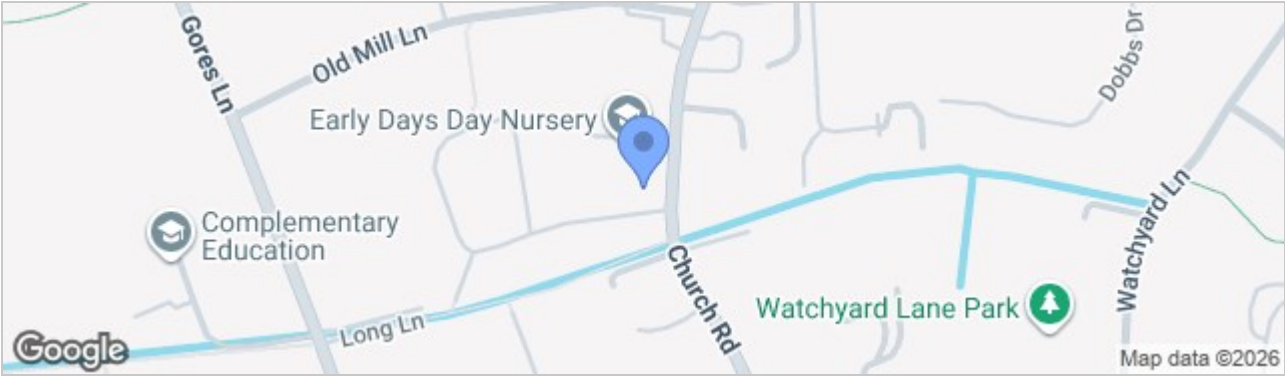 Gores Ln
Old Mill Ln
Dobbs Dr
Early Days Day Nursery
Complementary
Education
Watchyard Ln
Church Rd
Watchyard Lane Park
Long Ln
Google
Map data ©2026